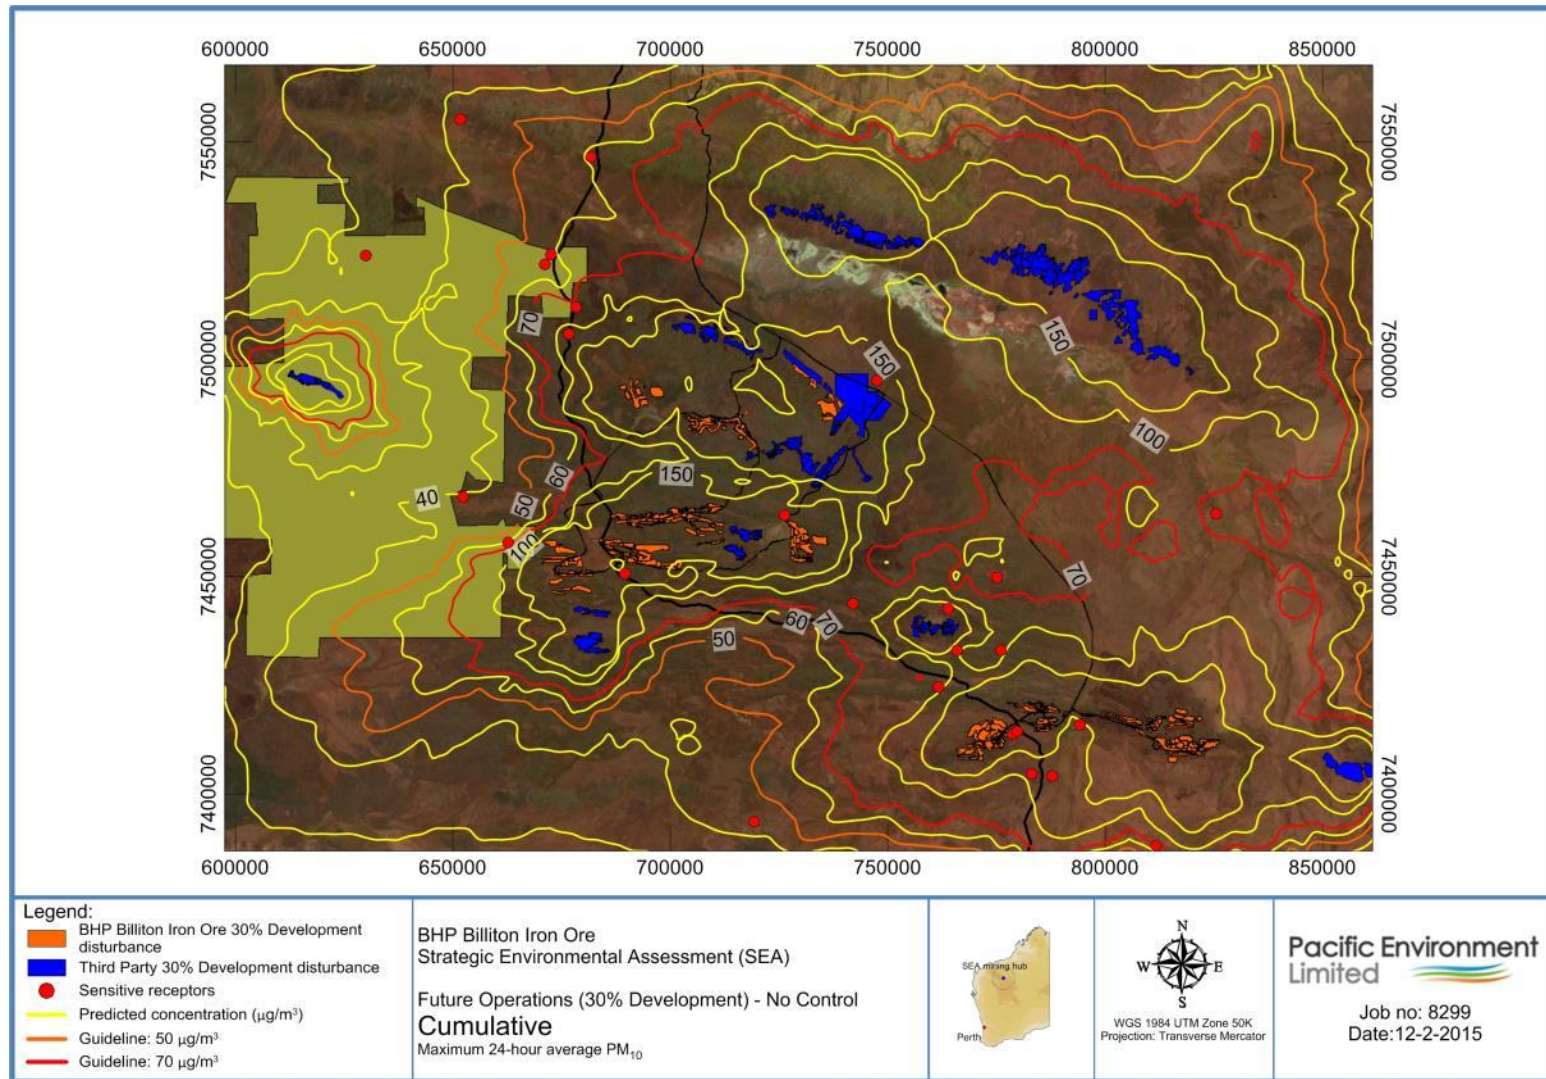 600000 650000 700000 750000 800000 850000
7550000
7500000
7450000
7400000
7550000
7500000
7450000
7400000
70
150
150
150
100
40
50
60
100
70
60
70
50
600000 650000 700000 750000 800000 850000
Legend:
BHP Billiton Iron Ore 30% Development
disturbance
Third Party 30% Development disturbance
Sensitive receptors
Predicted concentration (µg/m³)
Guideline: 50 µg/m³
Guideline: 70 µg/m³
BHP Billiton Iron Ore
Strategic Environmental Assessment (SEA)
Future Operations (30% Development) - No Control
Cumulative
Maximum 24-hour average PM₁₀
SEA mining hub
Perth
N
W E
S
WGS 1984 UTM Zone 50K
Projection: Transverse Mercator
Pacific Environment
Limited
Job no: 8299
Date:12-2-2015